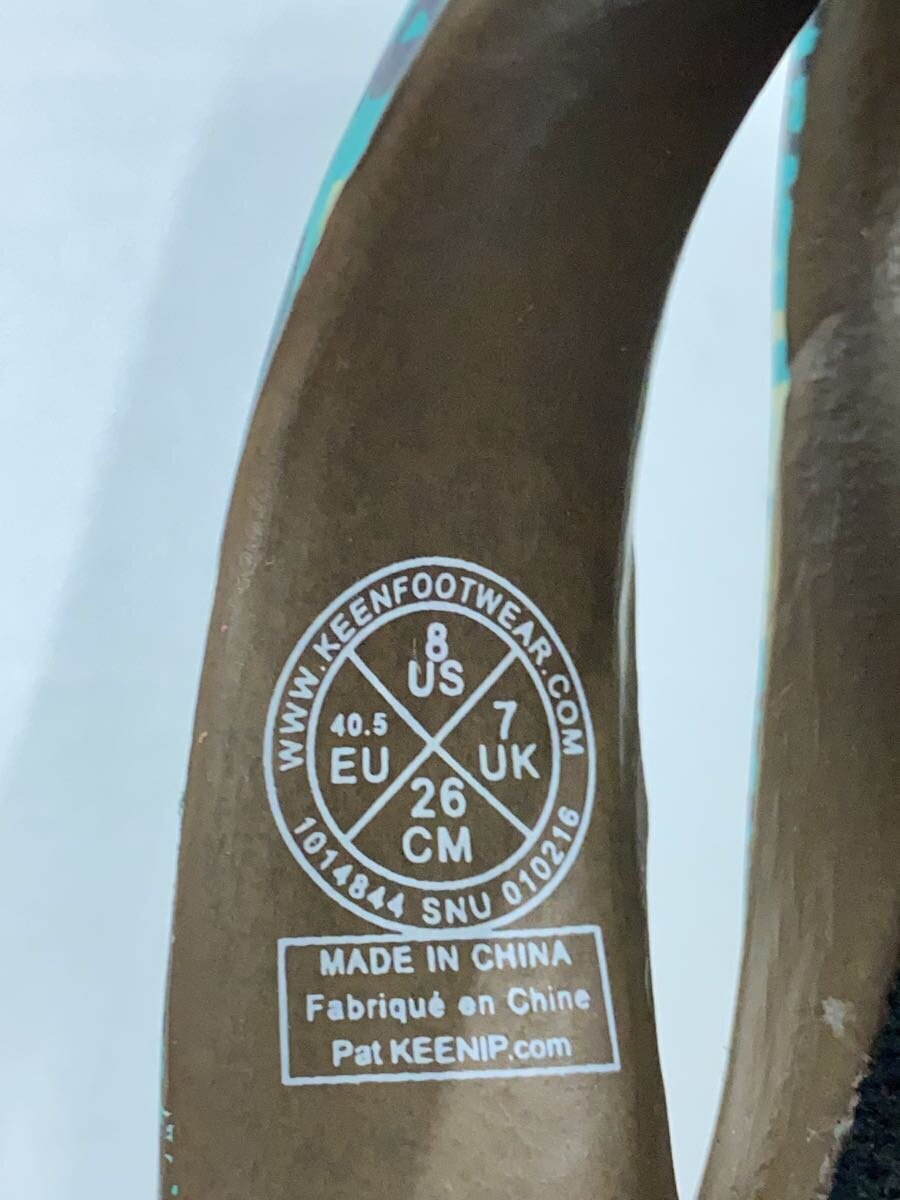 WWW.KEENFOOTWEAR.COM
8
US
40.5
EU
7
UK
26
CM
1014844 SNU 010216
MADE IN CHINA
Fabriqué en Chine
Pat KEENIP.com